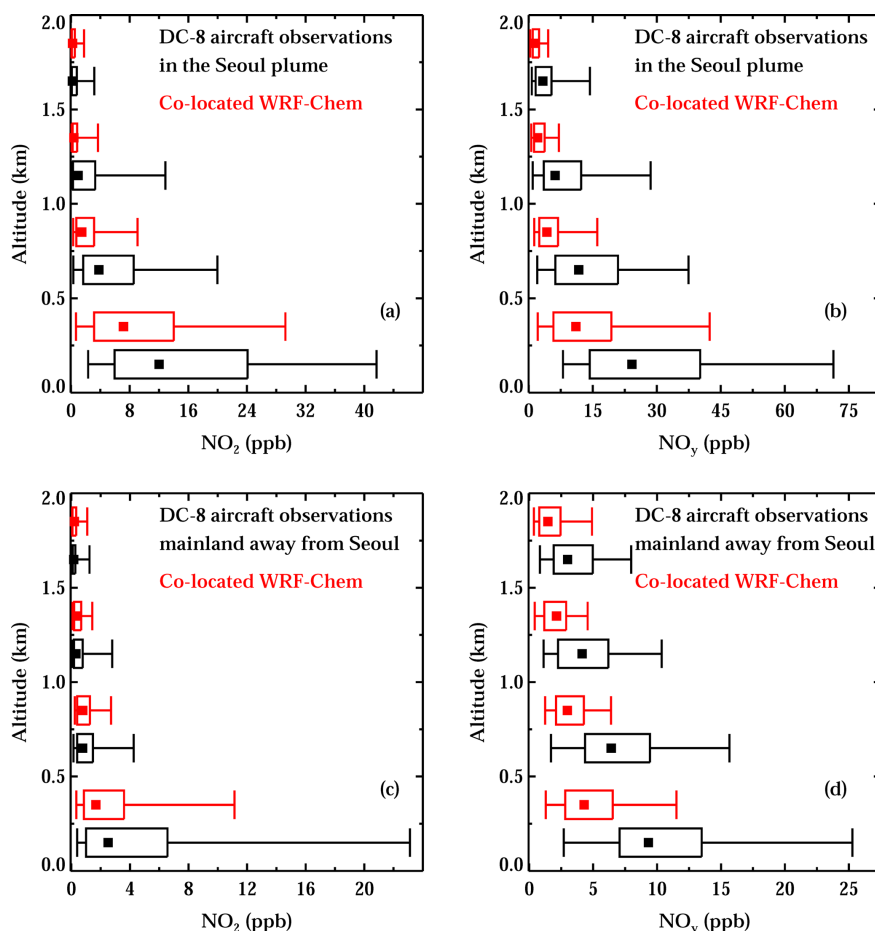 2.0
1.5
1.0
0.5
0.0
Altitude (km)
DC-8 aircraft observations
in the Seoul plume
Co-located WRF-Chem
(a)
0 8 16 24 32 40
NO₂ (ppb)
2.0
1.5
1.0
0.5
0.0
Altitude (km)
DC-8 aircraft observations
in the Seoul plume
Co-located WRF-Chem
(b)
0 15 30 45 60 75
NOy (ppb)
2.0
1.5
1.0
0.5
0.0
Altitude (km)
DC-8 aircraft observations
mainland away from Seoul
Co-located WRF-Chem
(c)
0 4 8 12 16 20
NO₂ (ppb)
2.0
1.5
1.0
0.5
0.0
Altitude (km)
DC-8 aircraft observations
mainland away from Seoul
Co-located WRF-Chem
(d)
0 5 10 15 20 25
NOy (ppb)